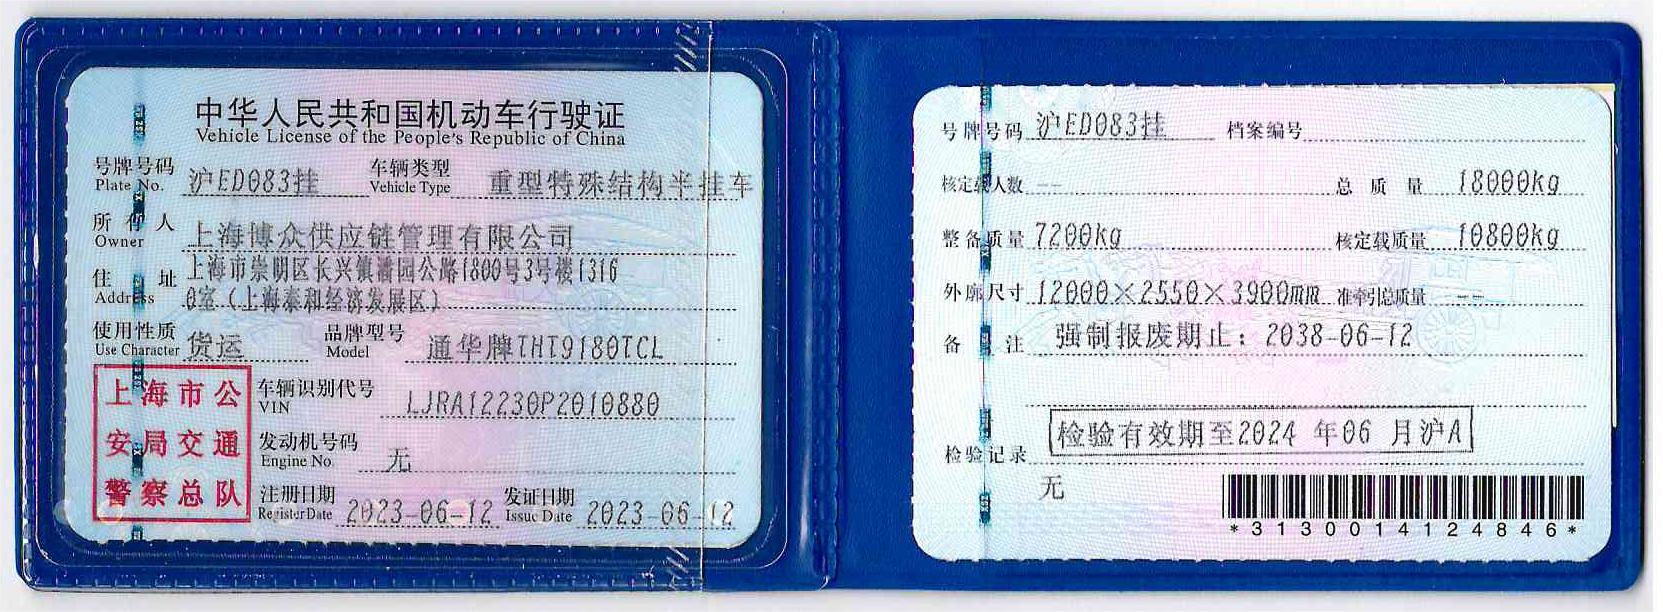 中华人民共和国机动车行驶证
Vehicle License of the People's Republic of China
号牌号码 沪ED083挂 车辆类型 重型特殊结构半挂车
Plate No. Vehicle Type
所有人 上海博众供应链管理有限公司
Owner
住址 上海市崇明区长兴镇潘园公路1800号3号楼1316
Address 0室（上海泰和经济发展区）
使用性质 货运 品牌型号 通华牌THT9180TCL
Use Character Model
上海市公
安局交通
警察总队
车辆识别代号 LJRA12230P2010880
VIN
发动机号码 无
Engine No.
注册日期 2023-06-12 发证日期 2023-06-12
Register Date Issue Date
号牌号码 沪ED083挂 档案编号
核定载人数 -- 总质量 18000kg
整备质量 7200kg 核定载质量 10800kg
外廓尺寸 12000×2550×3900mm 准牵引总质量 --
备注 强制报废期止：2038-06-12
检验有效期至2024 年06 月沪A
检验记录
无
*3130014124846*